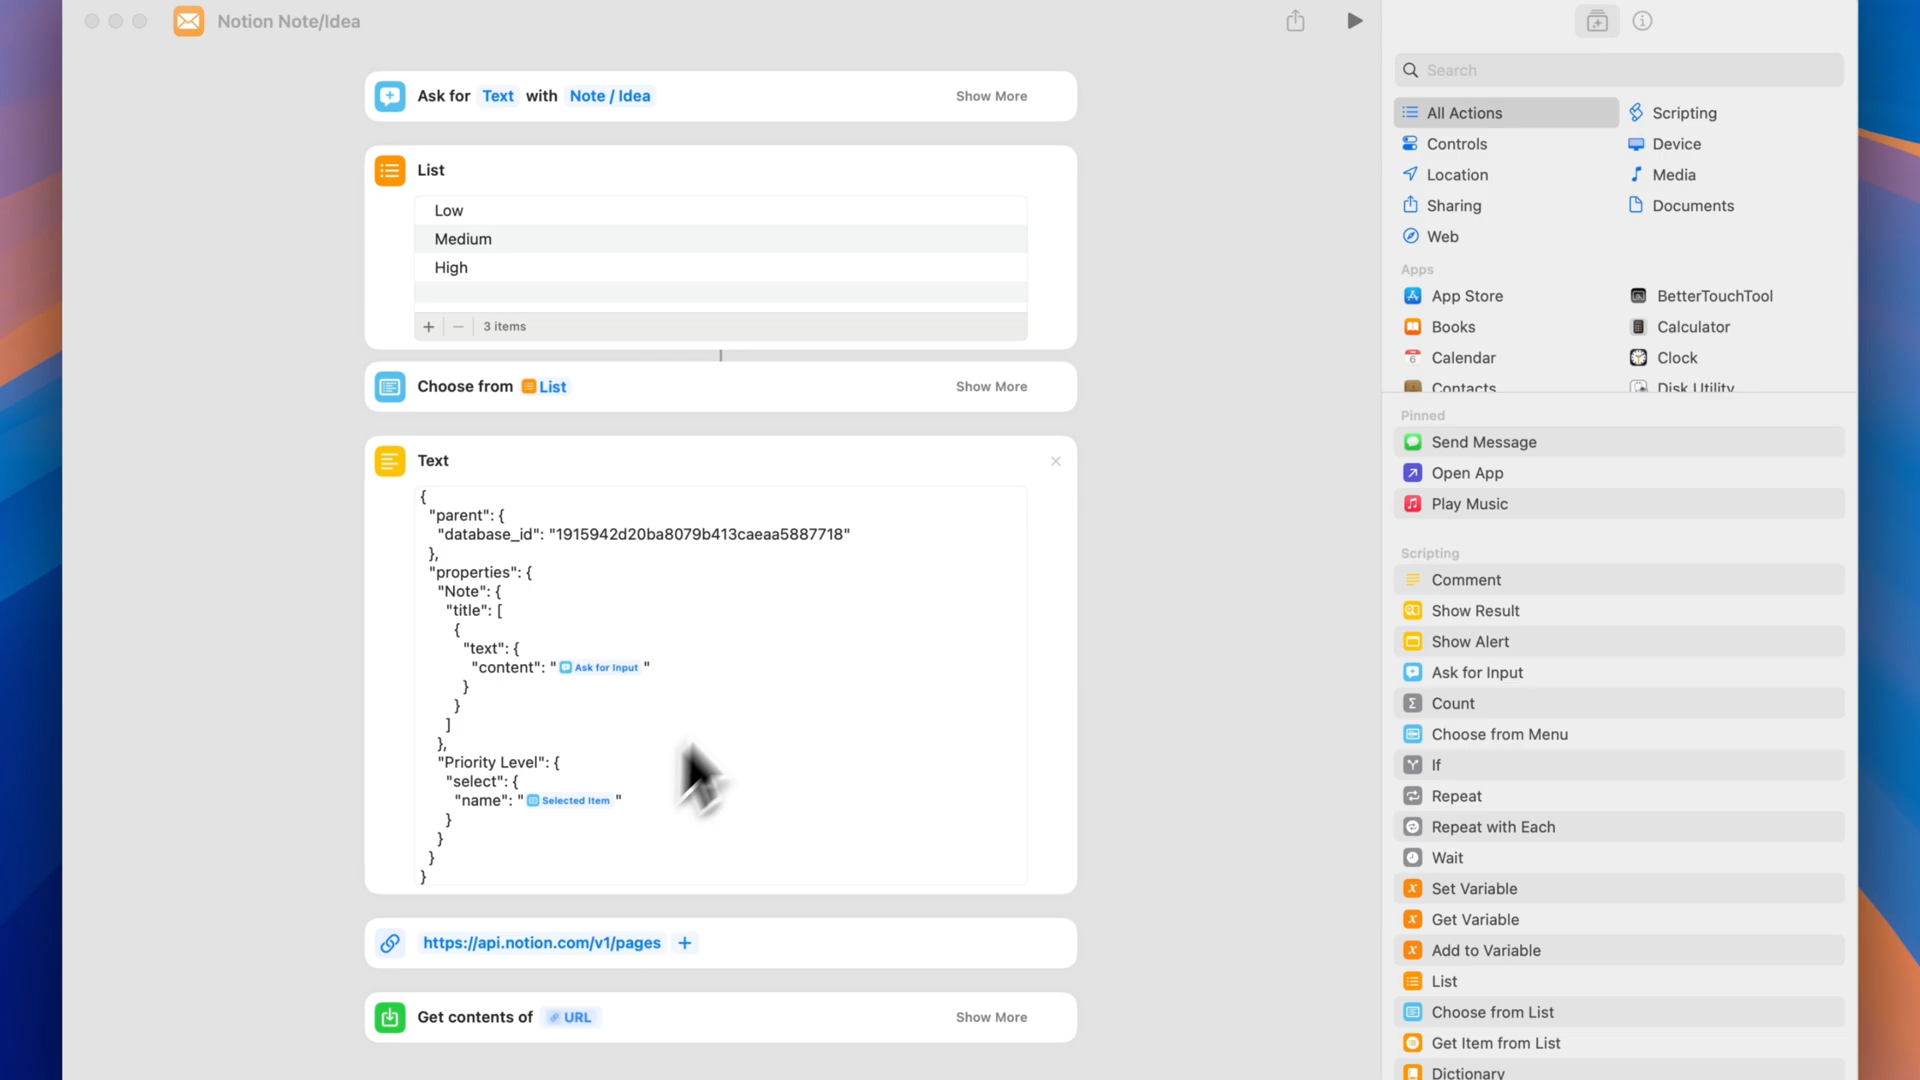 Notion Note/Idea
Ask for Text with Note / Idea Show More
List
Low
Medium
High
+ − 3 items
Choose from List Show More
Text
{
"parent": {
"database_id": "1915942d20ba8079b413caeaa5887718"
},
"properties": {
"Note": {
"title": [
{
"text": {
"content": " Ask for Input "
}
}
]
},
"Priority Level": {
"select": {
"name": " Selected Item "
}
}
}
}
https://api.notion.com/v1/pages +
Get contents of URL Show More
Search
All Actions Scripting
Controls Device
Location Media
Sharing Documents
Web
Apps
App Store BetterTouchTool
Books Calculator
Calendar Clock
Contacts Disk Utility
Pinned
Send Message
Open App
Play Music
Scripting
Comment
Show Result
Show Alert
Ask for Input
Count
Choose from Menu
If
Repeat
Repeat with Each
Wait
Set Variable
Get Variable
Add to Variable
List
Choose from List
Get Item from List
Dictionary